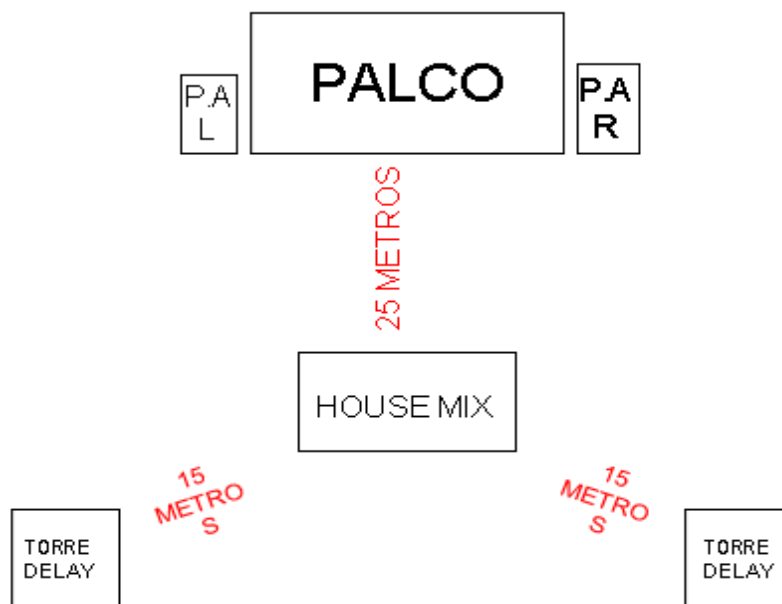 P.A
L
PALCO
P.A
R
25 METROS
HOUSE MIX
15
METRO
S
15
METRO
S
TORRE
DELAY
TORRE
DELAY